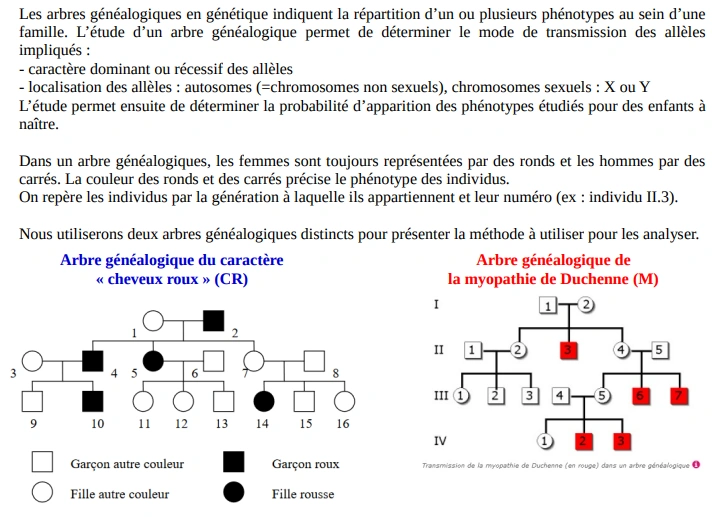 Les arbres généalogiques en génétique indiquent la répartition d'un ou plusieurs phénotypes au sein d'une
famille. L'étude d'un arbre généalogique permet de déterminer le mode de transmission des allèles
impliqués :
- caractère dominant ou récessif des allèles
- localisation des allèles : autosomes (=chromosomes non sexuels), chromosomes sexuels : X ou Y
L'étude permet ensuite de déterminer la probabilité d'apparition des phénotypes étudiés pour des enfants à
naître.
Dans un arbre généalogiques, les femmes sont toujours représentées par des ronds et les hommes par des
carrés. La couleur des ronds et des carrés précise le phénotype des individus.
On repère les individus par la génération à laquelle ils appartiennent et leur numéro (ex : individu II.3).
Nous utiliserons deux arbres généalogiques distincts pour présenter la méthode à utiliser pour les analyser.
Arbre généalogique du caractère
« cheveux roux » (CR)
1 2
3 4 5 6 7 8
9 10 11 12 13 14 15 16
Garçon autre couleur Garçon roux
Fille autre couleur Fille rousse
Arbre généalogique de
la myopathie de Duchenne (M)
I 1 2
II 1 2 3 4 5
III 1 2 3 4 5 6 7
IV 1 2 3
Transmission de la myopathie de Duchenne (en rouge) dans un arbre généalogique